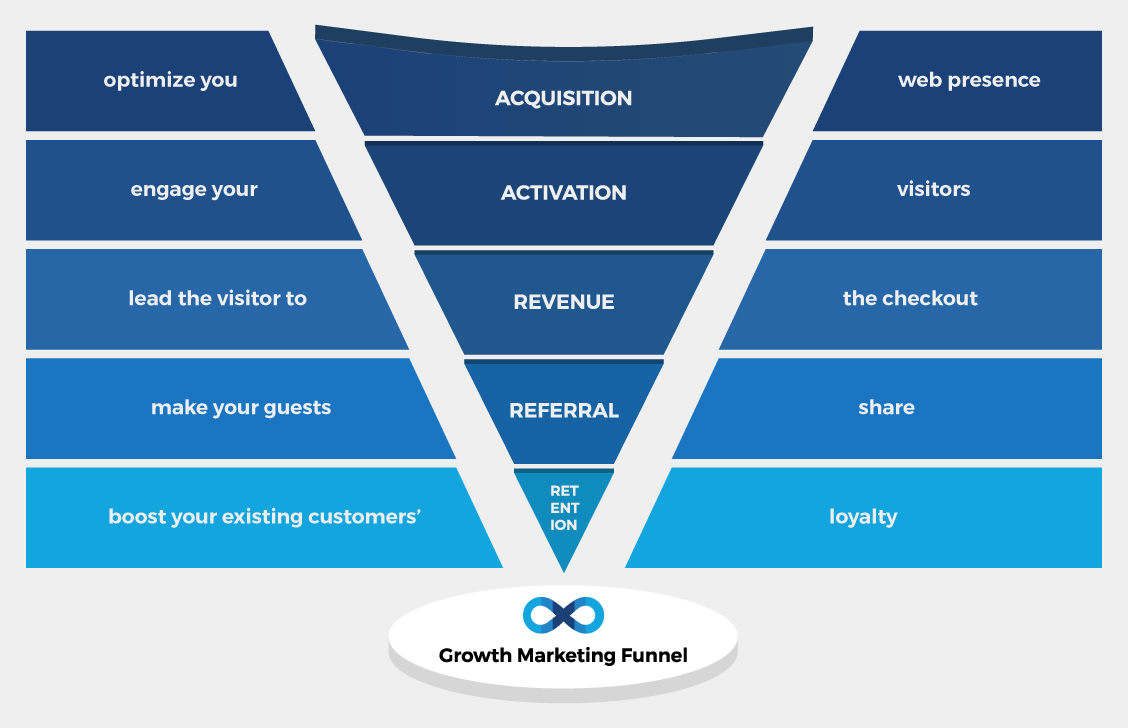 optimize you
ACQUISITION
web presence
engage your
ACTIVATION
visitors
lead the visitor to
REVENUE
the checkout
make your guests
REFERRAL
share
boost your existing customers’
RET
ENT
ION
loyalty
Growth Marketing Funnel